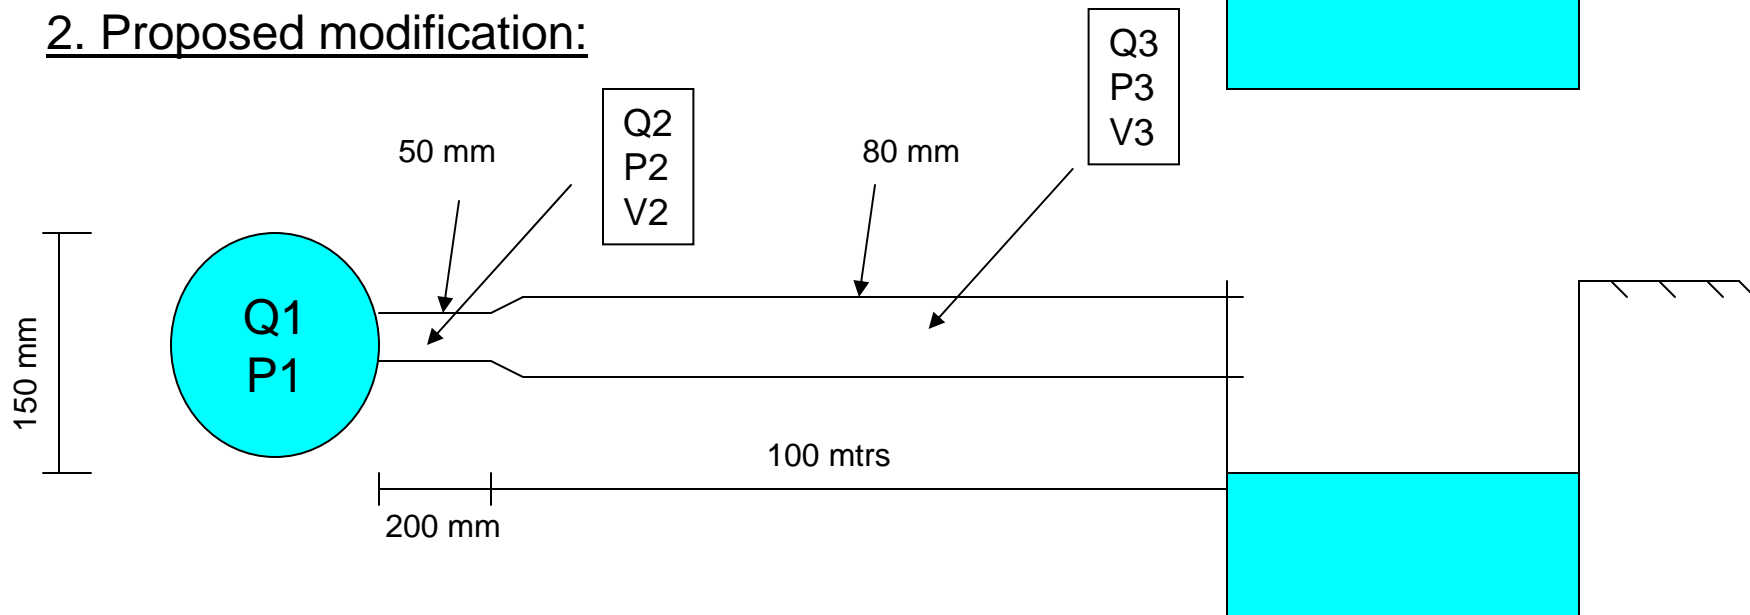 2. Proposed modification:
Q3
P3
V3
Q2
P2
V2
50 mm
80 mm
Q1
P1
150 mm
100 mtrs
200 mm